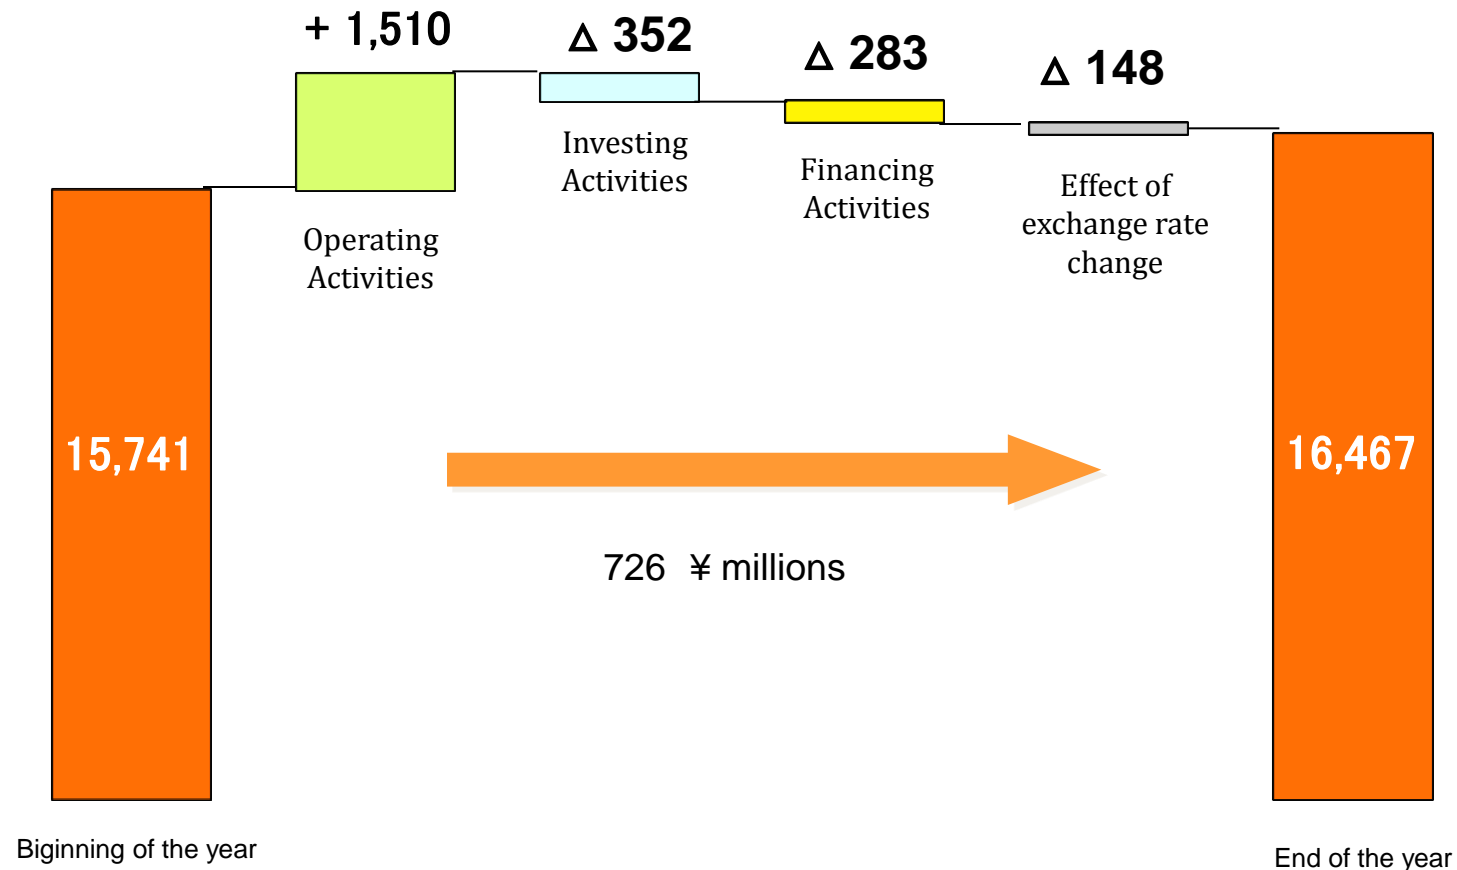 + 1,510
Δ 352
Δ 283
Δ 148
Investing
Activities
Financing
Activities
Effect of
exchange rate
change
Operating
Activities
15,741
16,467
726 ¥ millions
Biginning of the year
End of the year